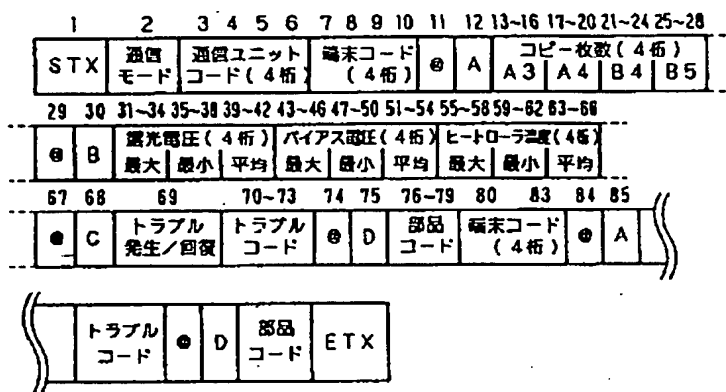 1 2 3 4 5 6 7 8 9 10 11 12 13~16 17~20 21~24 25~28
STX 通信モード 通信ユニットコード(4桁) 端末コード(4桁) @ A コピー枚数(4桁) A3 A4 B4 B5
29 30 31~34 35~38 39~42 43~46 47~50 51~54 55~58 59~62 63~66
@ B 露光電圧(4桁) バイアス電圧(4桁) ヒートローラ温度(4桁)
最大 最小 平均 最大 最小 平均 最大 最小 平均
67 68 69 70~73 74 75 76~79 80 83 84 85
@ C トラブル発生/回復 トラブルコード @ D 部品コード 端末コード(4桁) @ A
トラブルコード @ D 部品コード ETX